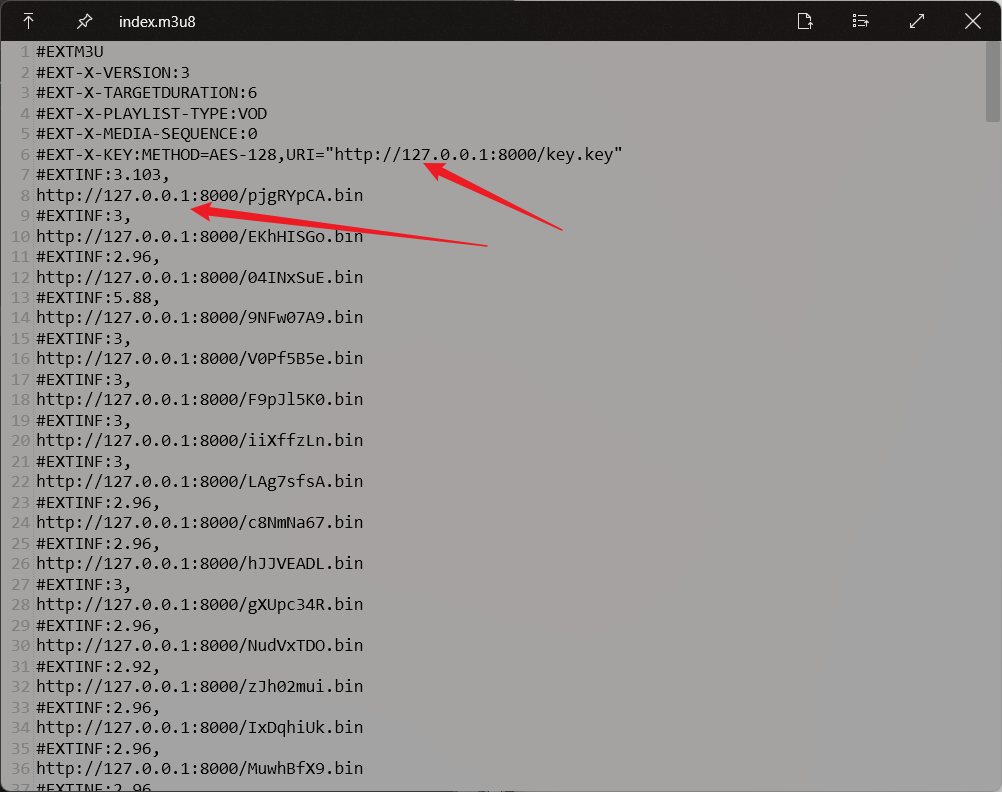 index.m3u8
1 #EXTM3U
2 #EXT-X-VERSION:3
3 #EXT-X-TARGETDURATION:6
4 #EXT-X-PLAYLIST-TYPE:VOD
5 #EXT-X-MEDIA-SEQUENCE:0
6 #EXT-X-KEY:METHOD=AES-128,URI="http://127.0.0.1:8000/key.key"
7 #EXTINF:3.103,
8 http://127.0.0.1:8000/pjgRYpCA.bin
9 #EXTINF:3,
10 http://127.0.0.1:8000/EKhHISGo.bin
11 #EXTINF:2.96,
12 http://127.0.0.1:8000/04INxSuE.bin
13 #EXTINF:5.88,
14 http://127.0.0.1:8000/9NFw07A9.bin
15 #EXTINF:3,
16 http://127.0.0.1:8000/V0Pf5B5e.bin
17 #EXTINF:3,
18 http://127.0.0.1:8000/F9pJl5K0.bin
19 #EXTINF:3,
20 http://127.0.0.1:8000/iiXffzLn.bin
21 #EXTINF:3,
22 http://127.0.0.1:8000/LAg7sfsA.bin
23 #EXTINF:2.96,
24 http://127.0.0.1:8000/c8NmNa67.bin
25 #EXTINF:2.96,
26 http://127.0.0.1:8000/hJJVEADL.bin
27 #EXTINF:3,
28 http://127.0.0.1:8000/gXUpc34R.bin
29 #EXTINF:2.96,
30 http://127.0.0.1:8000/NudVxTDO.bin
31 #EXTINF:2.92,
32 http://127.0.0.1:8000/zJh02mui.bin
33 #EXTINF:2.96,
34 http://127.0.0.1:8000/IxDqhiUk.bin
35 #EXTINF:2.96,
36 http://127.0.0.1:8000/MuwhBfX9.bin
37 #EXTINF:2.96